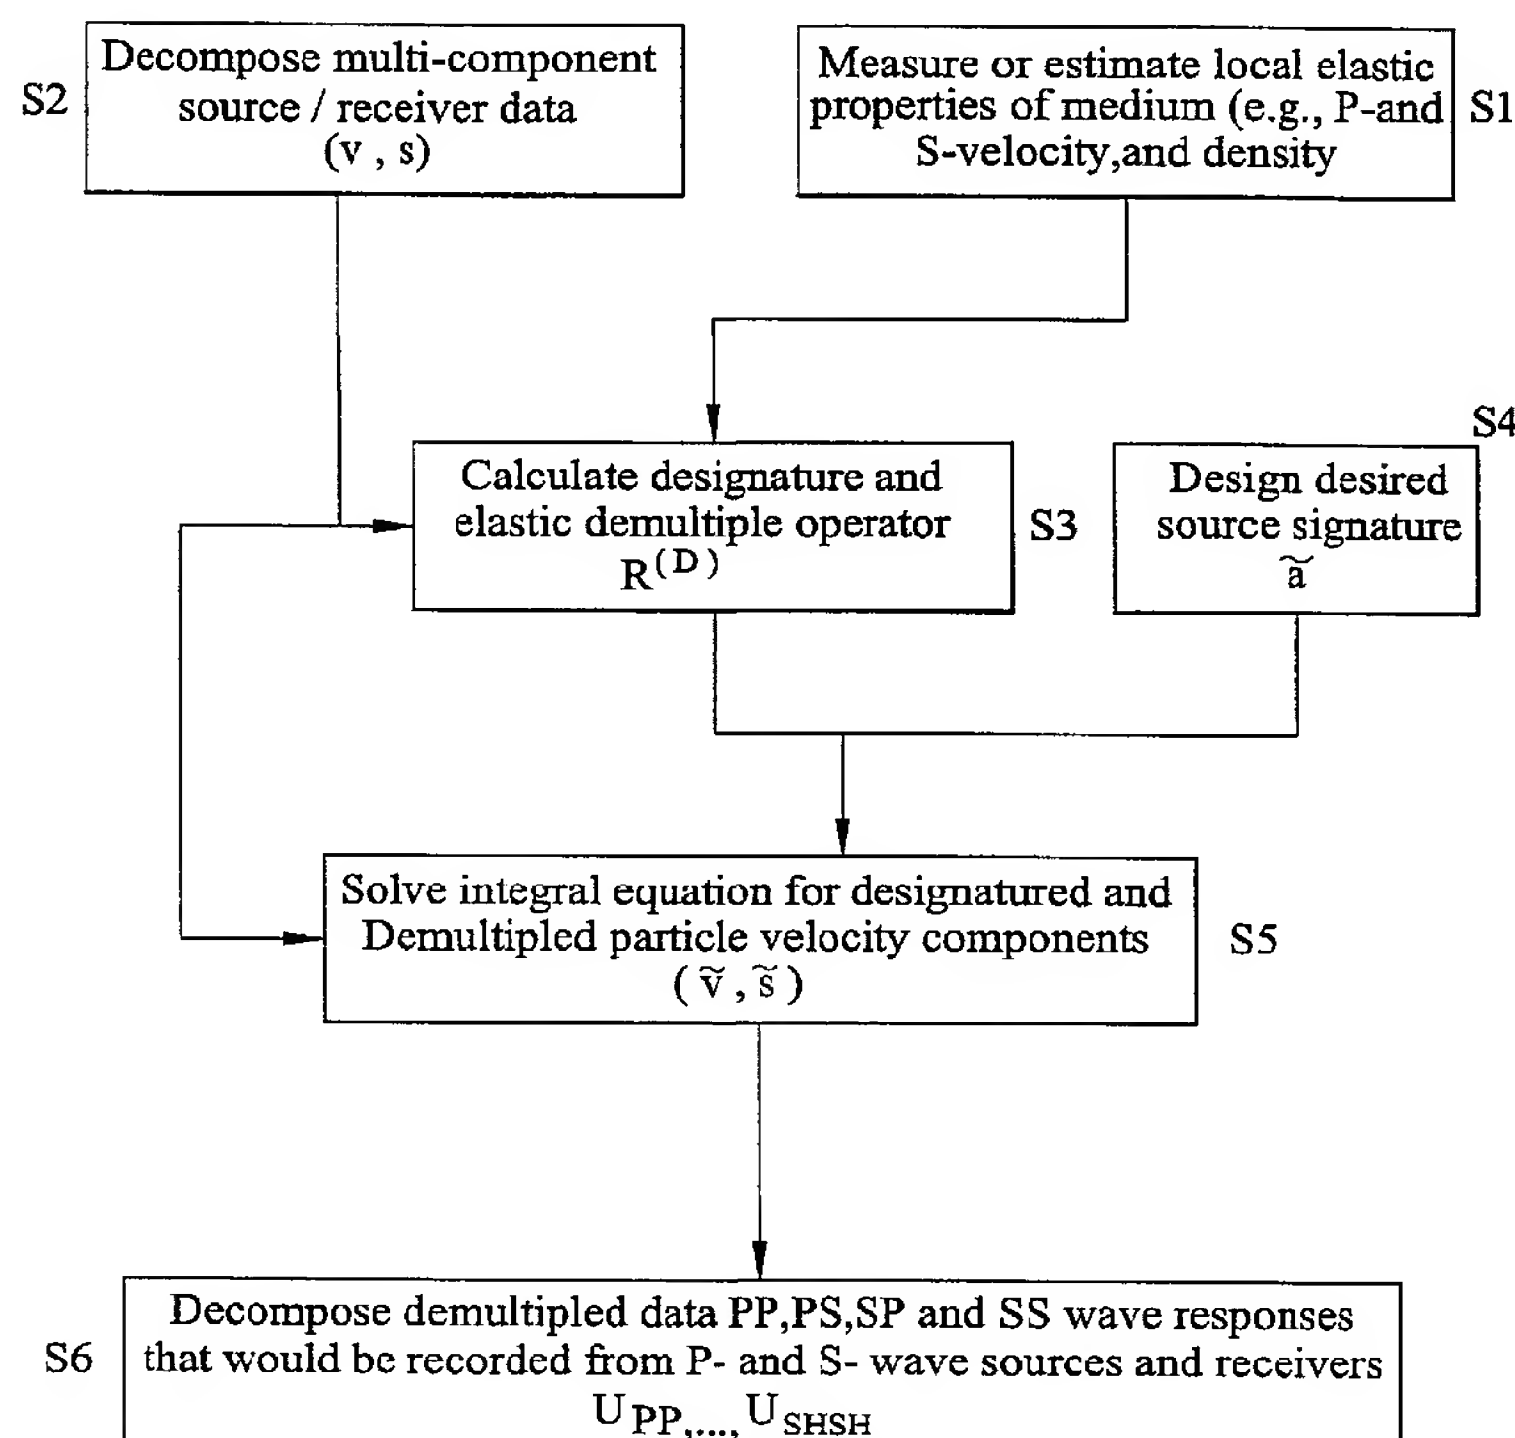 Decompose multi-component
source / receiver data
(v , s)
S2
Measure or estimate local elastic
properties of medium (e.g., P-and
S-velocity,and density
S1
Calculate designature and
elastic demultiple operator
R(D)
S3
S4
Design desired
source signature
ã
Solve integral equation for designatured and
Demultipled particle velocity components
( ṽ , s̃ )
S5
Decompose demultipled data PP,PS,SP and SS wave responses
that would be recorded from P- and S- wave sources and receivers
UPP,...., USHSH
S6